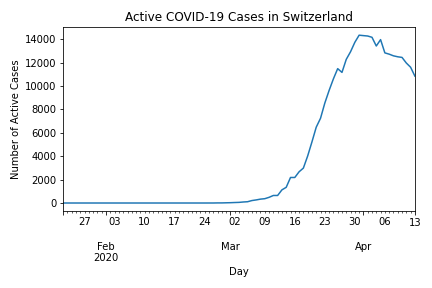 Active COVID-19 Cases in Switzerland
Number of Active Cases
14000
12000
10000
8000
6000
4000
2000
0
27 03 10 17 24 02 09 16 23 30 06 13
Feb Mar Apr
2020
Day